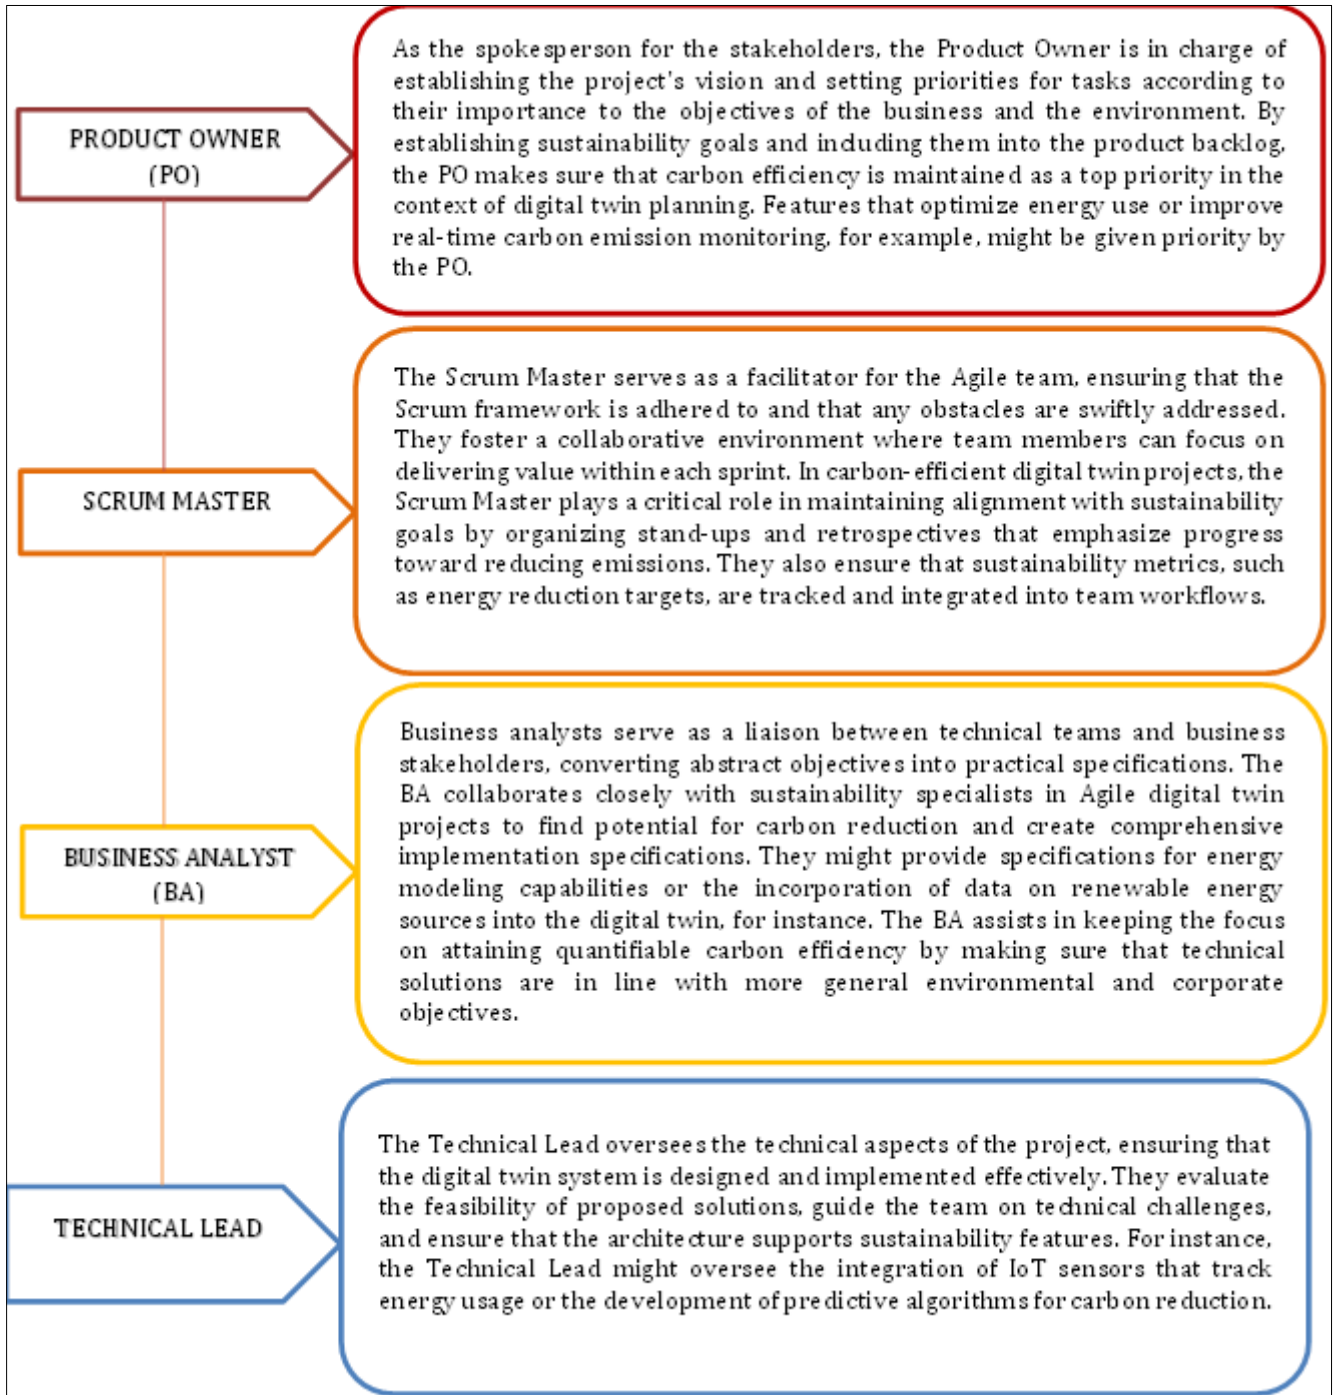 PRODUCT OWNER
(PO)
As the spokesperson for the stakeholders, the Product Owner is in charge of
establishing the project's vision and setting priorities for tasks according to
their importance to the objectives of the business and the environment. By
establishing sustainability goals and including them into the product backlog,
the PO makes sure that carbon efficiency is maintained as a top priority in the
context of digital twin planning. Features that optimize energy use or improve
real-time carbon emission monitoring, for example, might be given priority by
the PO.
SCRUM MASTER
The Scrum Master serves as a facilitator for the Agile team, ensuring that the
Scrum framework is adhered to and that any obstacles are swiftly addressed.
They foster a collaborative environment where team members can focus on
delivering value within each sprint. In carbon-efficient digital twin projects, the
Scrum Master plays a critical role in maintaining alignment with sustainability
goals by organizing stand-ups and retrospectives that emphasize progress
toward reducing emissions. They also ensure that sustainability metrics, such
as energy reduction targets, are tracked and integrated into team workflows.
BUSINESS ANALYST
(BA)
Business analysts serve as a liaison between technical teams and business
stakeholders, converting abstract objectives into practical specifications. The
BA collaborates closely with sustainability specialists in Agile digital twin
projects to find potential for carbon reduction and create comprehensive
implementation specifications. They might provide specifications for energy
modeling capabilities or the incorporation of data on renewable energy
sources into the digital twin, for instance. The BA assists in keeping the focus
on attaining quantifiable carbon efficiency by making sure that technical
solutions are in line with more general environmental and corporate
objectives.
TECHNICAL LEAD
The Technical Lead oversees the technical aspects of the project, ensuring that
the digital twin system is designed and implemented effectively. They evaluate
the feasibility of proposed solutions, guide the team on technical challenges,
and ensure that the architecture supports sustainability features. For instance,
the Technical Lead might oversee the integration of IoT sensors that track
energy usage or the development of predictive algorithms for carbon reduction.